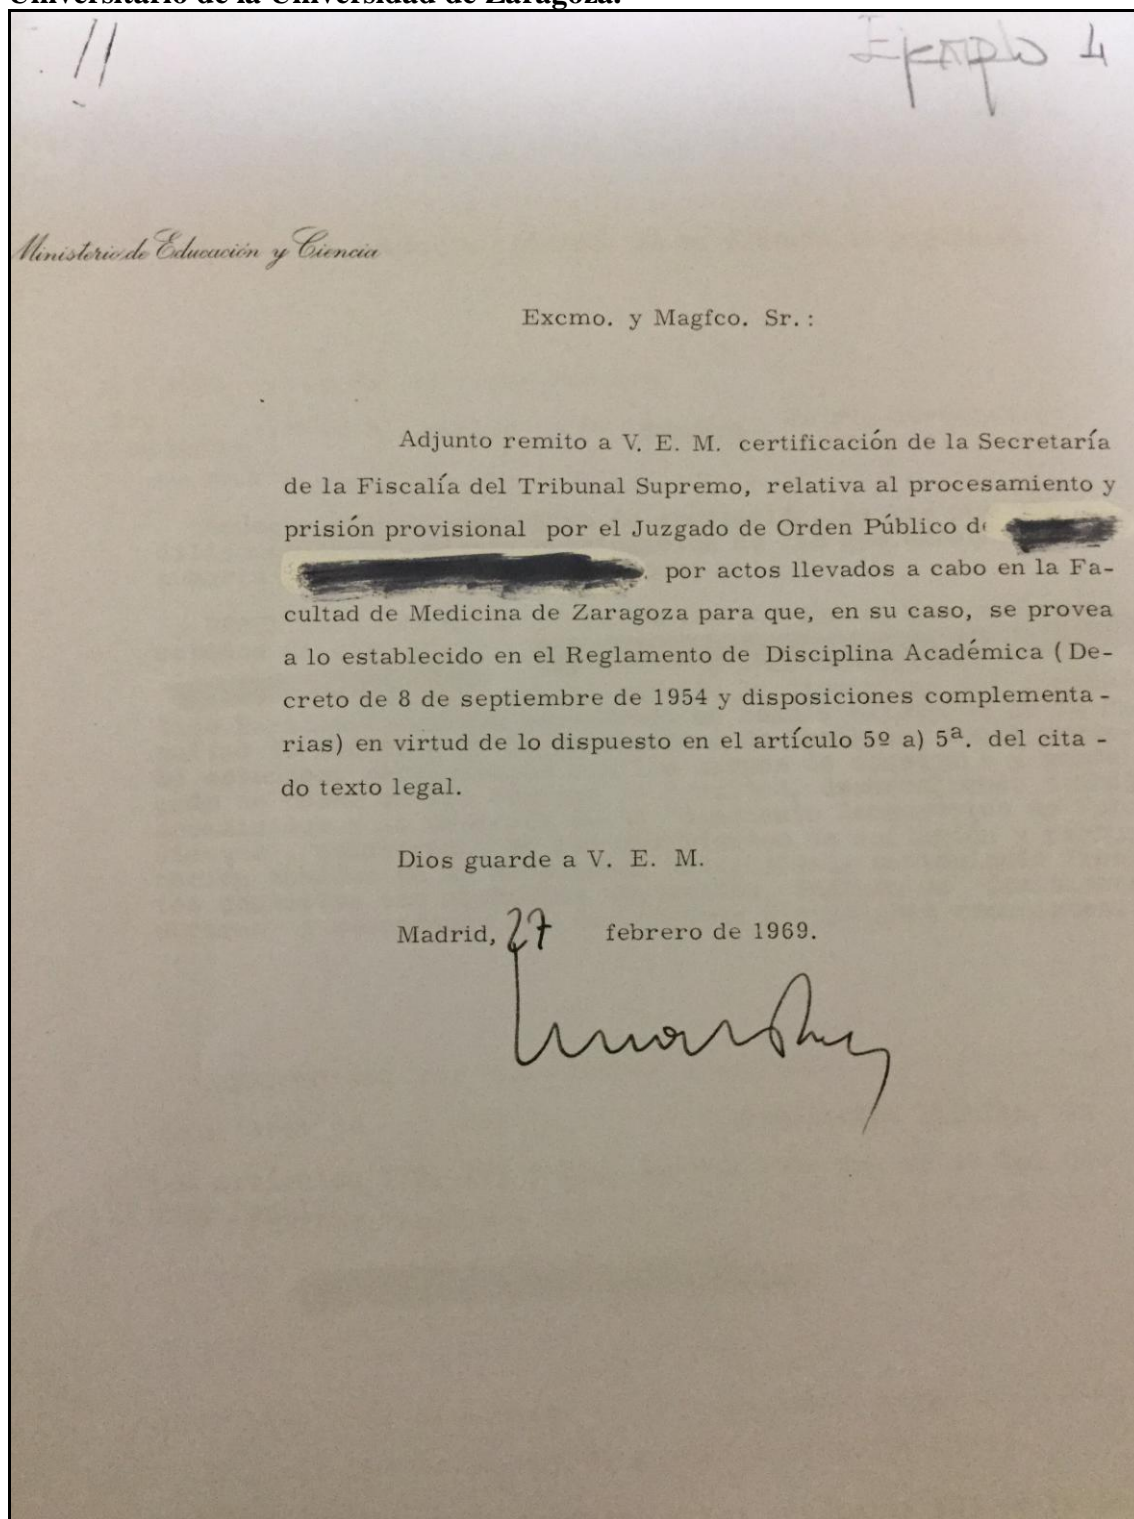 Universitario de la Universidad de Zaragoza.
Ejemplo 4
Ministerio de Educación y Ciencia
Excmo. y Magfco. Sr.:
Adjunto remito a V. E. M. certificación de la Secretaría
de la Fiscalía del Tribunal Supremo, relativa al procesamiento y
prisión provisional por el Juzgado de Orden Público de
por actos llevados a cabo en la Fa-
cultad de Medicina de Zaragoza para que, en su caso, se provea
a lo establecido en el Reglamento de Disciplina Académica (De-
creto de 8 de septiembre de 1954 y disposiciones complementa-
rias) en virtud de lo dispuesto en el artículo 5º a) 5ª. del cita-
do texto legal.
Dios guarde a V. E. M.
Madrid, 27 febrero de 1969.